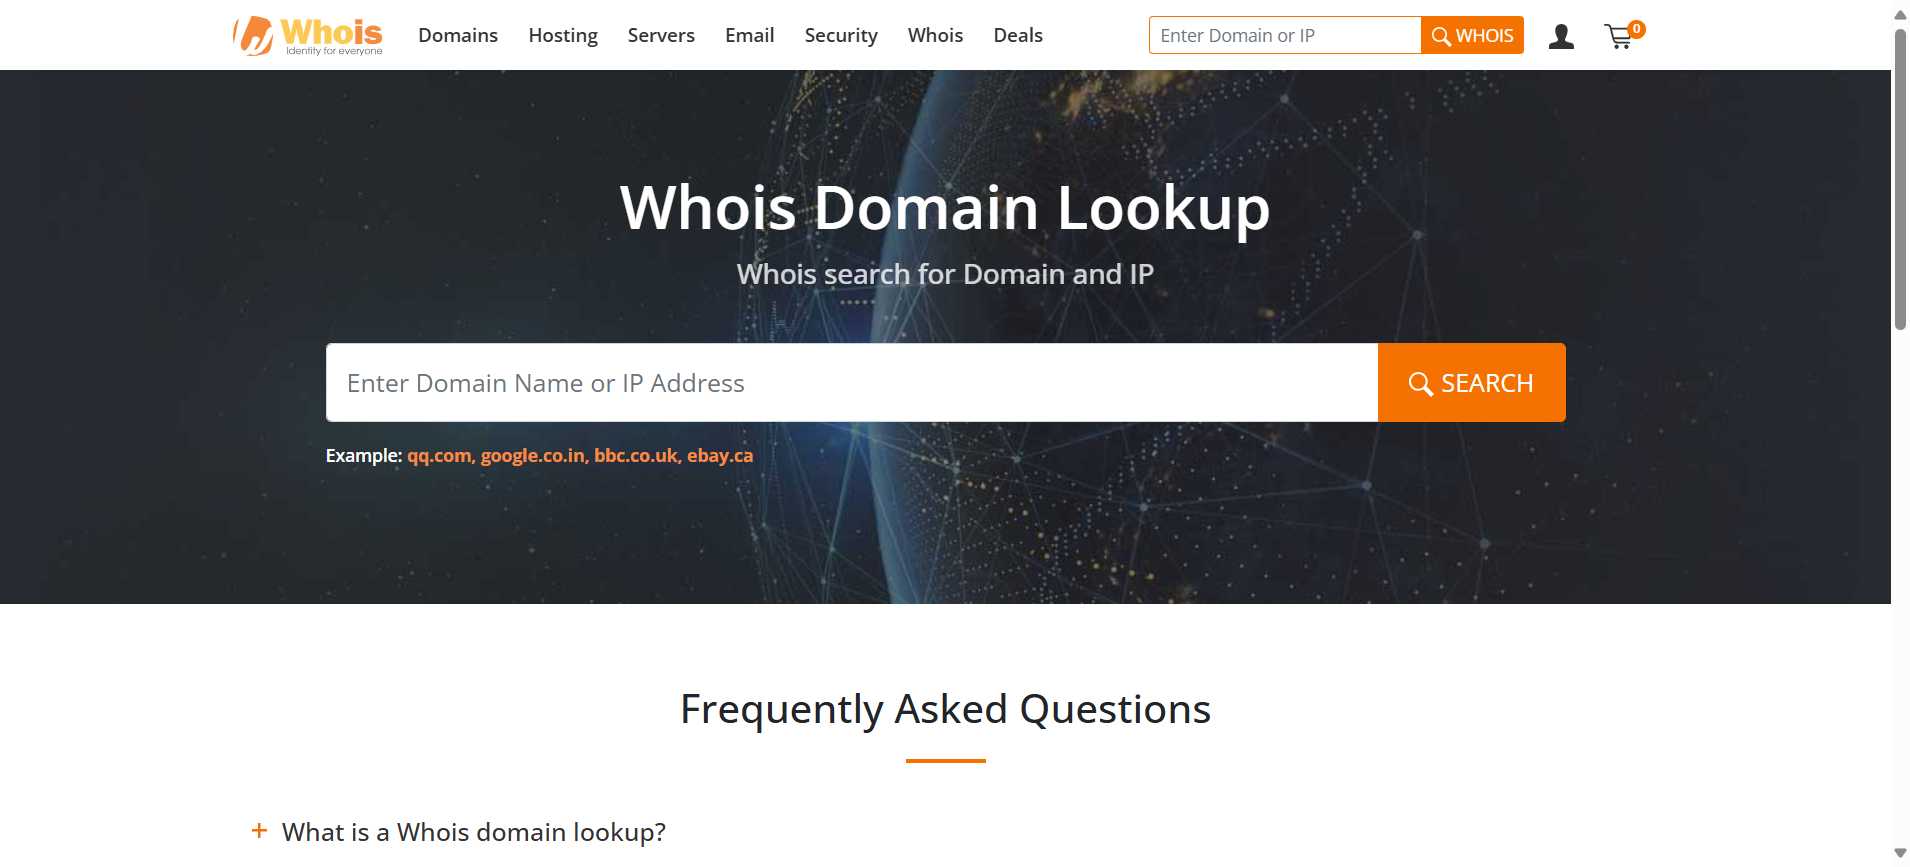 Whois
Identity for everyone
Domains Hosting Servers Email Security Whois Deals
Enter Domain or IP WHOIS 0
Whois Domain Lookup
Whois search for Domain and IP
Enter Domain Name or IP Address SEARCH
Example: qq.com, google.co.in, bbc.co.uk, ebay.ca
Frequently Asked Questions
+ What is a Whois domain lookup?